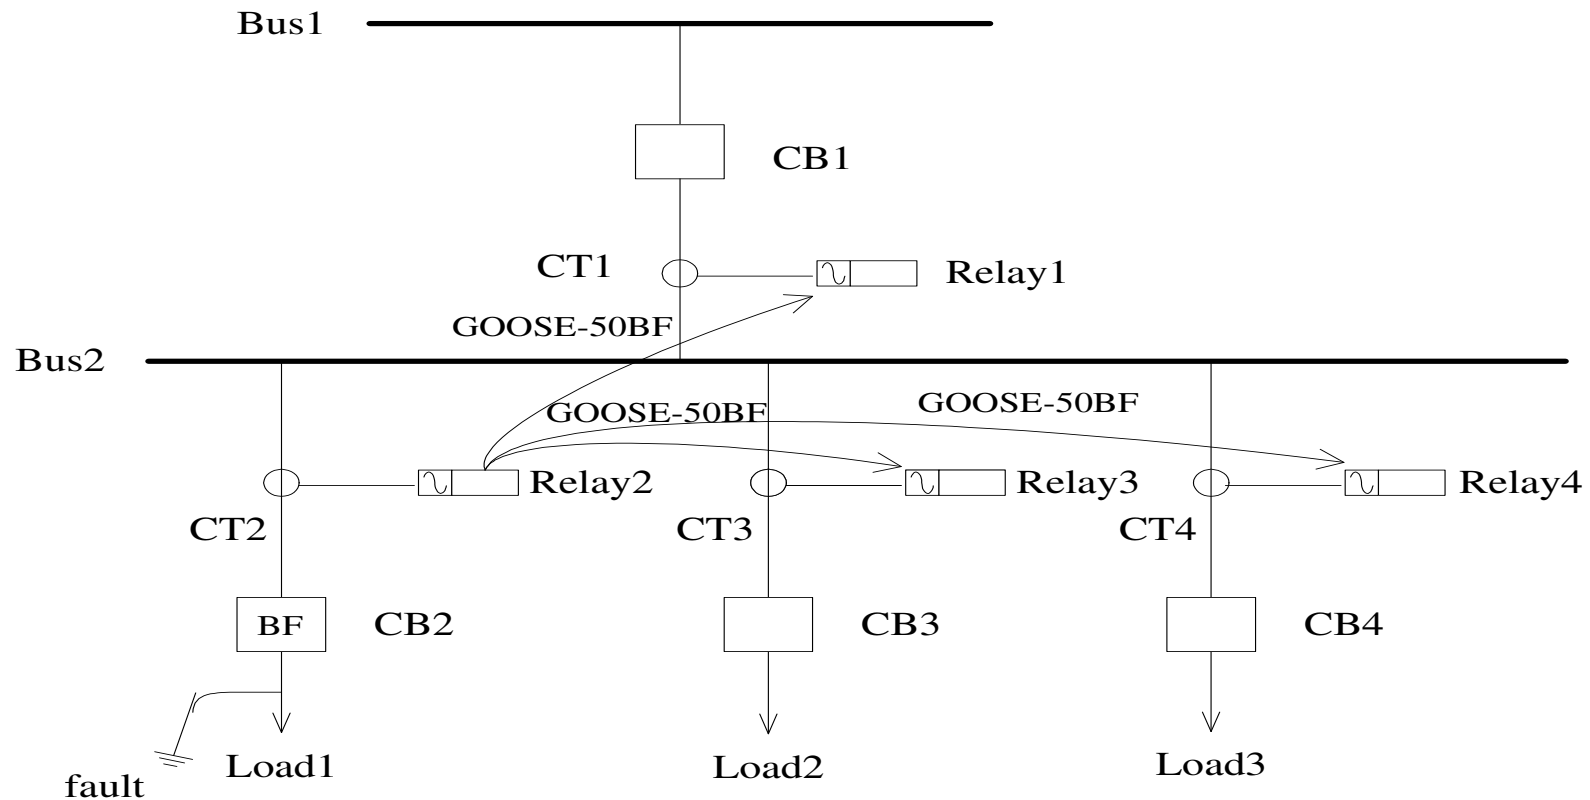 Bus1
CB1
CT1
Relay1
GOOSE-50BF
Bus2
GOOSE-50BF
GOOSE-50BF
Relay2
Relay3
Relay4
CT2
CT3
CT4
BF
CB2
CB3
CB4
Load1
Load2
Load3
fault